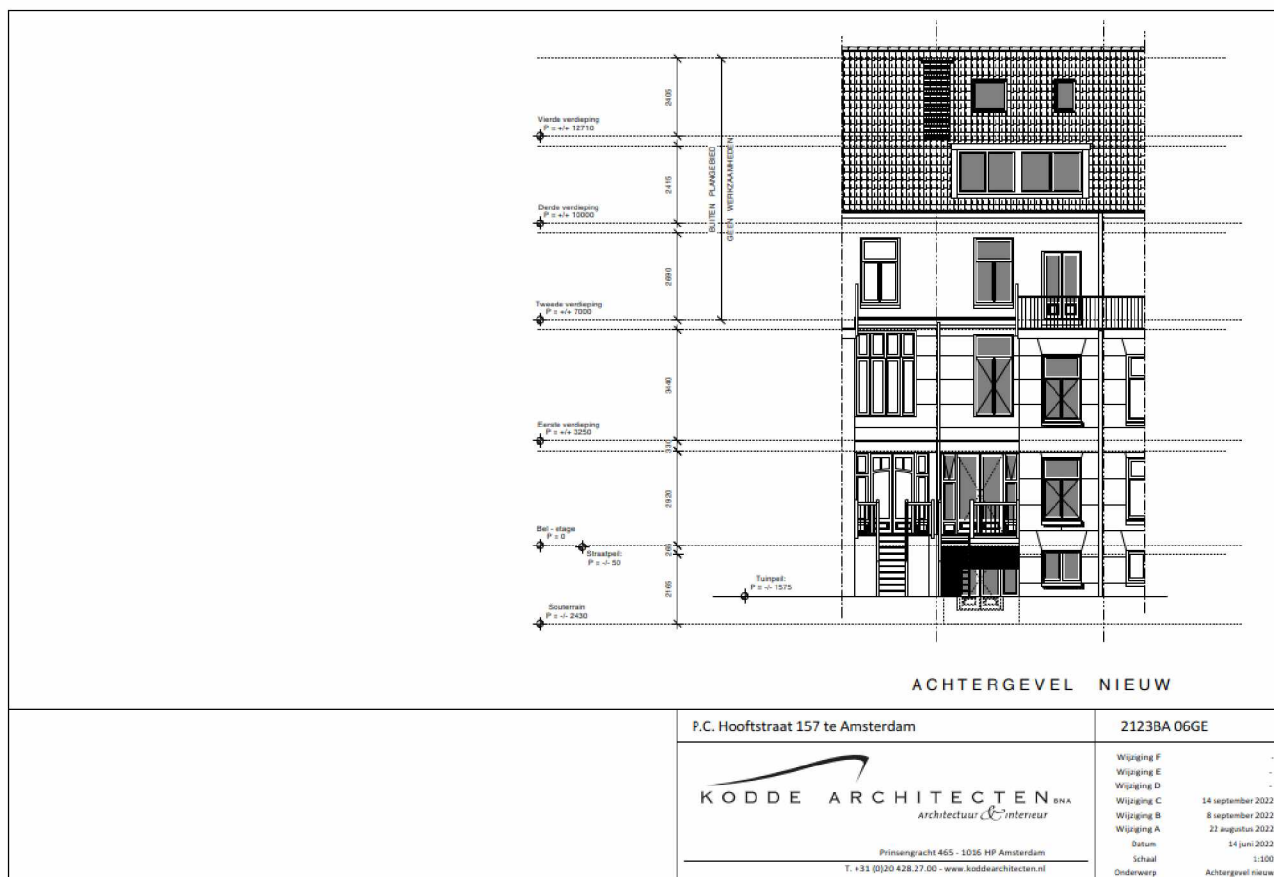 2405
Vierde verdieping
P = +/+ 12710
BUITEN PLANGEBIED
GEEN WERKZAAMHEDEN
2415
Derde verdieping
P = +/+ 10000
2690
Tweede verdieping
P = +/+ 7000
3440
Eerste verdieping
P = +/+ 3250
330
2920
Bel - etage
P = 0
Straatpeil:
P = -/- 50
265
2165
Tuinpeil:
P = -/- 1575
Souterrain
P = -/- 2430
ACHTERGEVEL NIEUW
P.C. Hooftstraat 157 te Amsterdam
2123BA 06GE
KODDE ARCHITECTEN BNA
architectuur & interieur
Prinsengracht 465 - 1016 HP Amsterdam
T. +31 (0)20 428.27.00 - www.koddearchitecten.nl
Wijziging F -
Wijziging E -
Wijziging D -
Wijziging C 14 september 2022
Wijziging B 8 september 2022
Wijziging A 22 augustus 2022
Datum 14 juni 2022
Schaal 1:100
Onderwerp Achtergevel nieuw